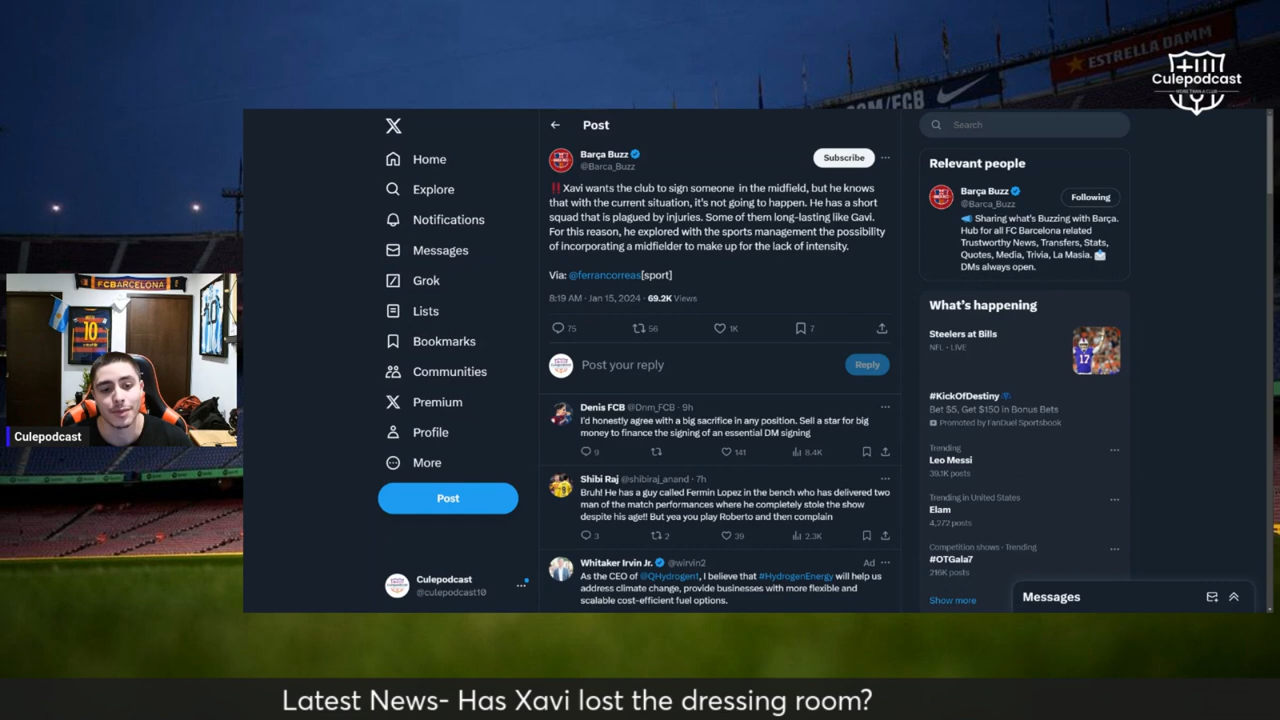 ESTRELLA DAMM
Culepodcast
MORE THAN A CLUB
COM/FCB
FCBARCELONA
10
10
Culepodcast
Home
Explore
Notifications
Messages
Grok
Lists
Bookmarks
Communities
Premium
Profile
More
Post
Culepodcast
@culepodcast10
Post
Barça Buzz
@Barca_Buzz
Subscribe
‼️Xavi wants the club to sign someone in the midfield, but he knows
that with the current situation, it's not going to happen. He has a short
squad that is plagued by injuries. Some of them long-lasting like Gavi.
For this reason, he explored with the sports management the possibility
of incorporating a midfielder to make up for the lack of intensity.
Via: @ferrancorreas[sport]
8:19 AM · Jan 15, 2024 · 69.2K Views
75 56 1K 7
Post your reply
Reply
Denis FCB @Dnm_FCB · 9h
I'd honestly agree with a big sacrifice in any position. Sell a star for big
money to finance the signing of an essential DM signing
9 141 8.4K
Shibi Raj @shibiraj_anand · 7h
Bruh! He has a guy called Fermin Lopez in the bench who has delivered two
man of the match performances where he completely stole the show
despite his age!! But yea you play Roberto and then complain
3 2 39 2.3K
Whitaker Irvin Jr. @wirvin2 Ad
As the CEO of @QHydrogen1, I believe that #HydrogenEnergy will help us
address climate change, provide businesses with more flexible and
scalable cost-efficient fuel options.
Search
Relevant people
Barça Buzz
@Barca_Buzz
Following
📢 Sharing what's Buzzing with Barça.
Hub for all FC Barcelona related
Trustworthy News, Transfers, Stats,
Quotes, Media, Trivia, La Masia. 📩
DMs always open.
What's happening
Steelers at Bills
NFL · LIVE
17
#KickOfDestiny
Bet $5, Get $150 in Bonus Bets
Promoted by FanDuel Sportsbook
Trending
Leo Messi
39.1K posts
Trending in United States
Elam
4,272 posts
Competition shows · Trending
#OTGala7
216K posts
Show more
Messages
Latest News- Has Xavi lost the dressing room?